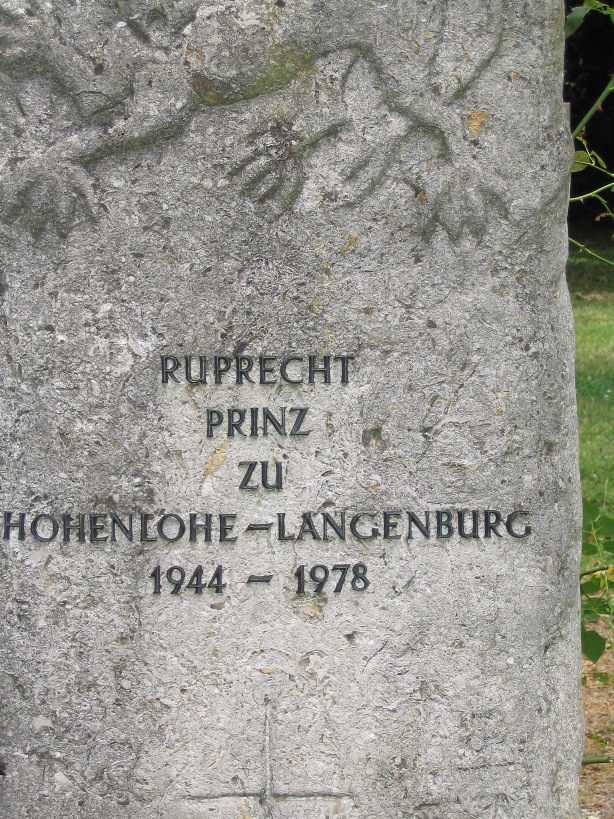 RUPRECHT
PRINZ
ZU
HOHENLOHE-LANGENBURG
1944 - 1978